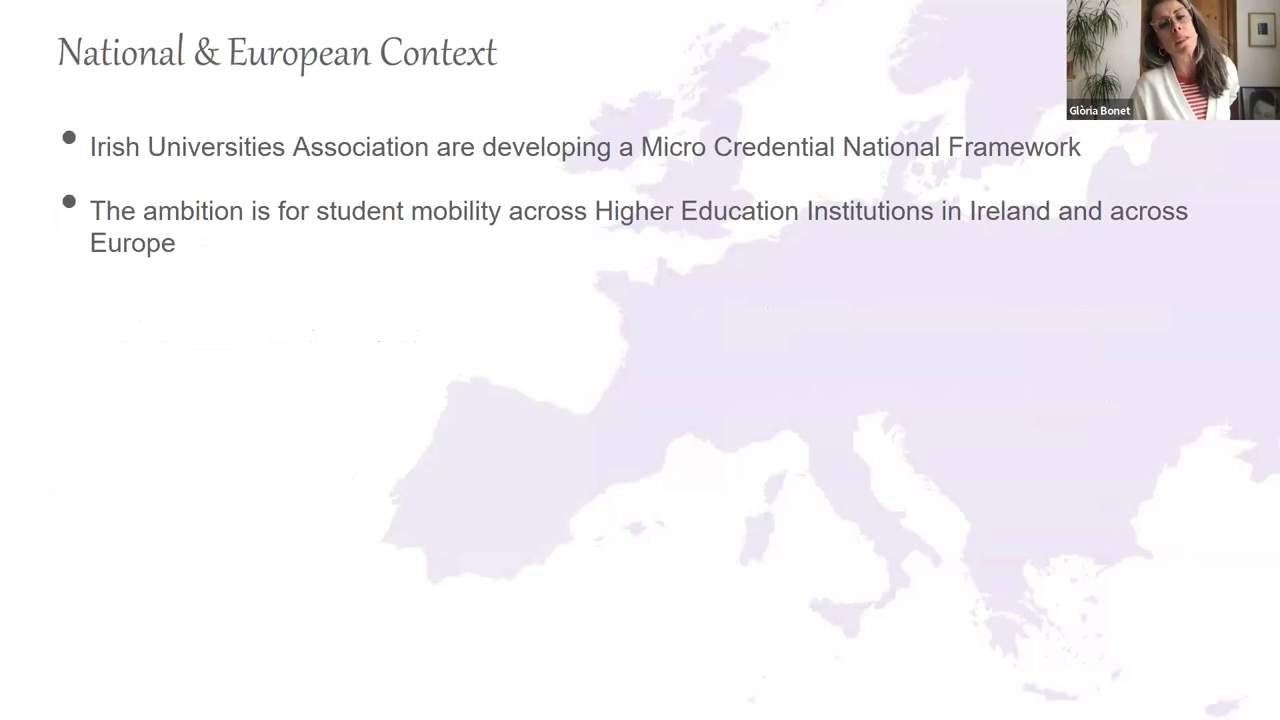 National & European Context
Glòria Bonet
• Irish Universities Association are developing a Micro Credential National Framework
• The ambition is for student mobility across Higher Education Institutions in Ireland and across
Europe